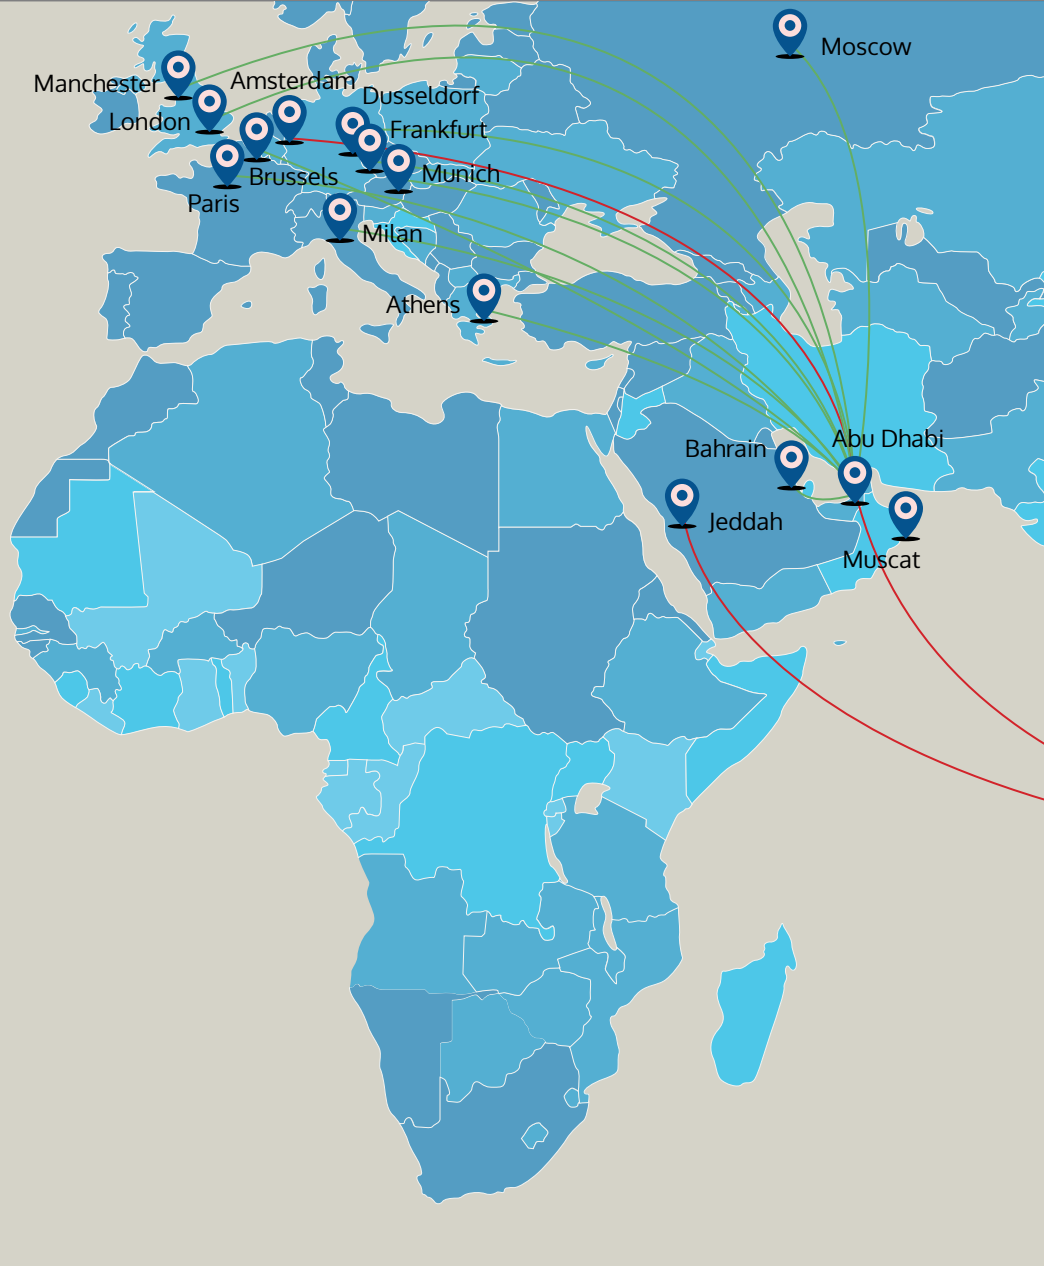 Moscow
Manchester
Amsterdam
Dusseldorf
London
Frankfurt
Munich
Brussels
Paris
Milan
Athens
Bahrain
Abu Dhabi
Jeddah
Muscat